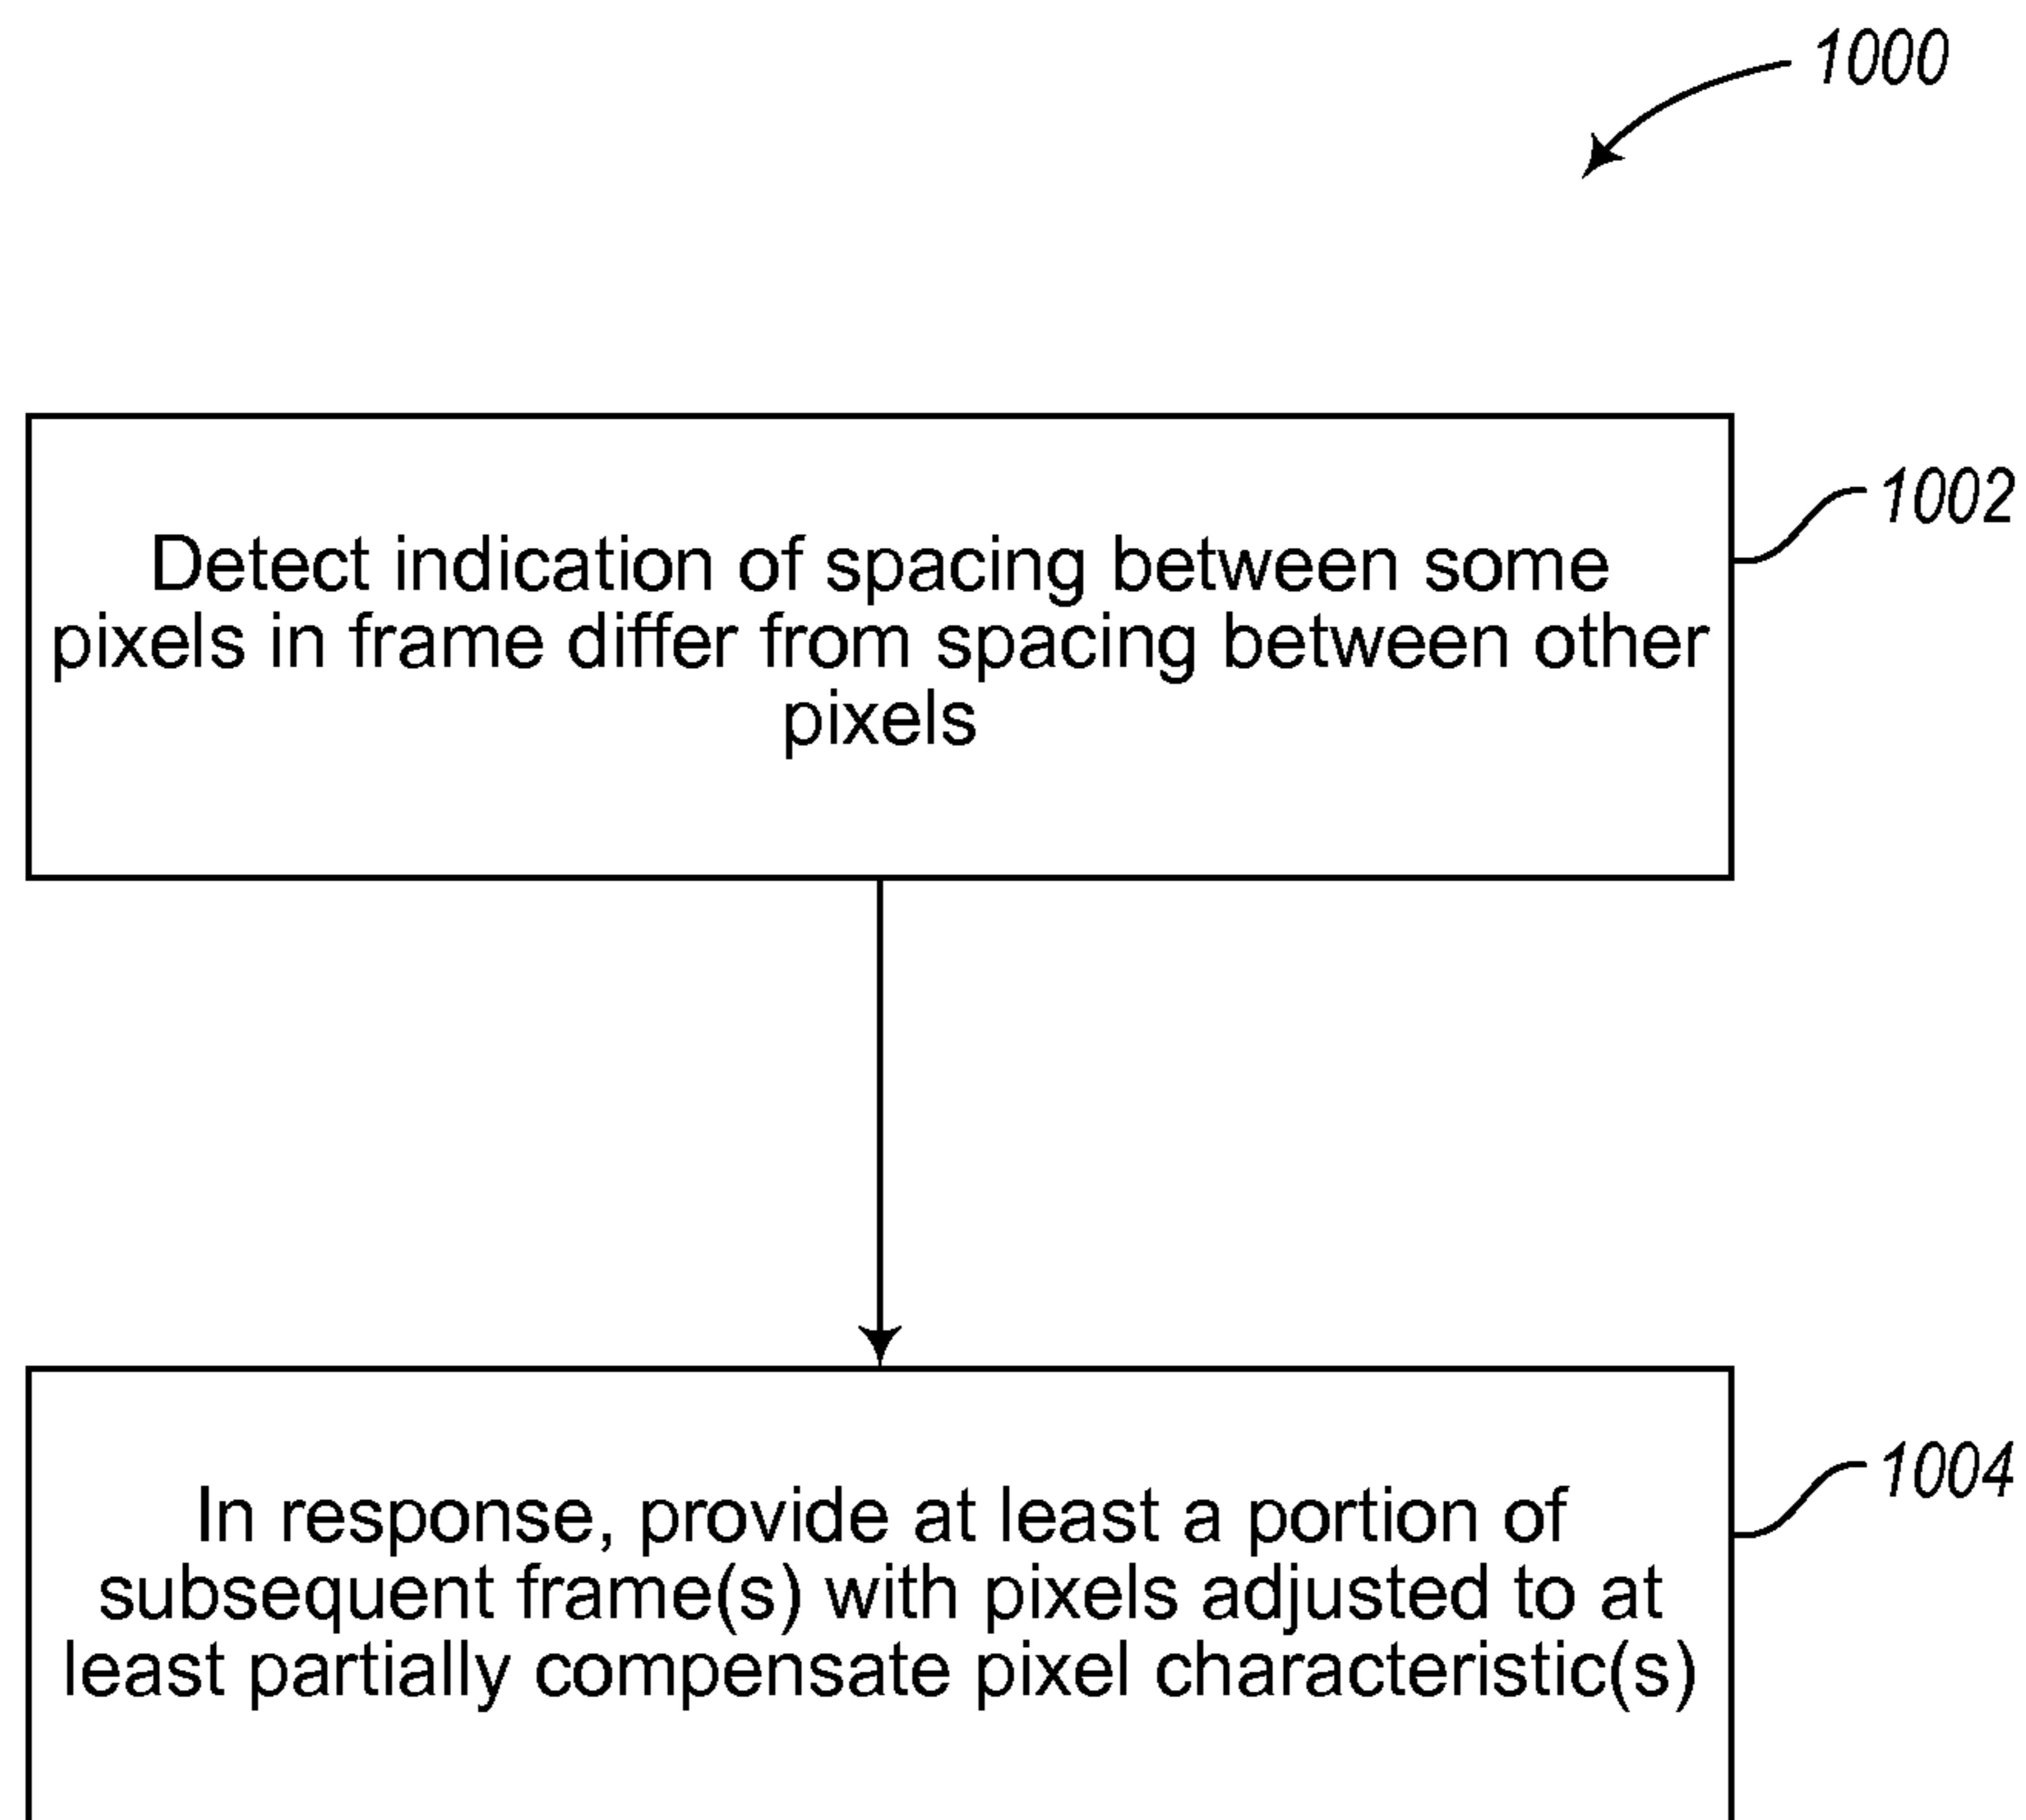 1000
Detect indication of spacing between some
pixels in frame differ from spacing between other
pixels
1002
In response, provide at least a portion of
subsequent frame(s) with pixels adjusted to at
least partially compensate pixel characteristic(s)
1004